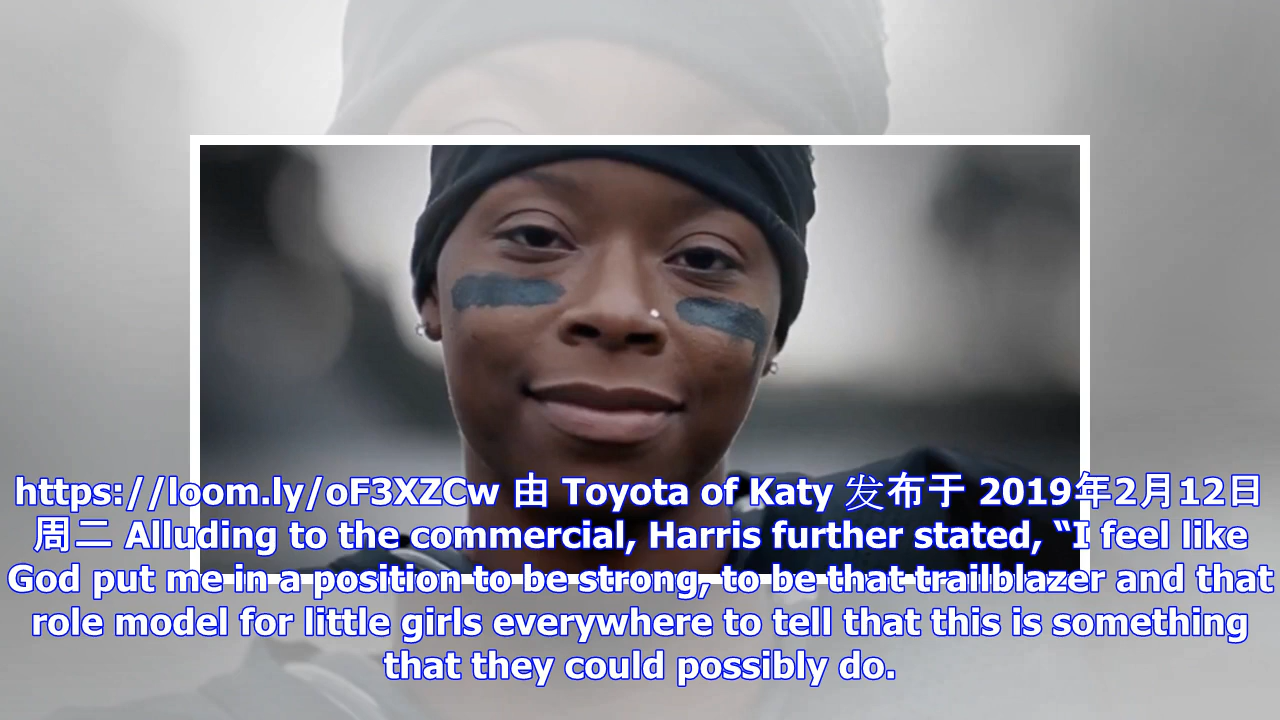 https://loom.ly/oF3XZCw 由 Toyota of Katy 发布于 2019年2月12日
周二 Alluding to the commercial, Harris further stated, “I feel like
God put me in a position to be strong, to be that trailblazer and that
role model for little girls everywhere to tell that this is something
that they could possibly do.